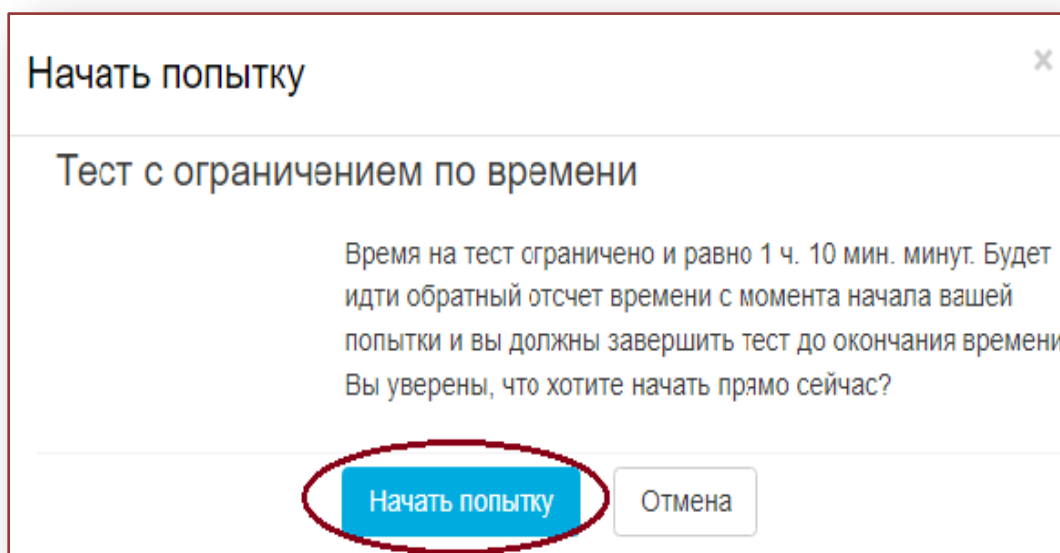 Начать попытку
×
Тест с ограничением по времени
Время на тест ограничено и равно 1 ч. 10 мин. минут. Будет
идти обратный отсчет времени с момента начала вашей
попытки и вы должны завершить тест до окончания времени
Вы уверены, что хотите начать прямо сейчас?
Начать попытку
Отмена